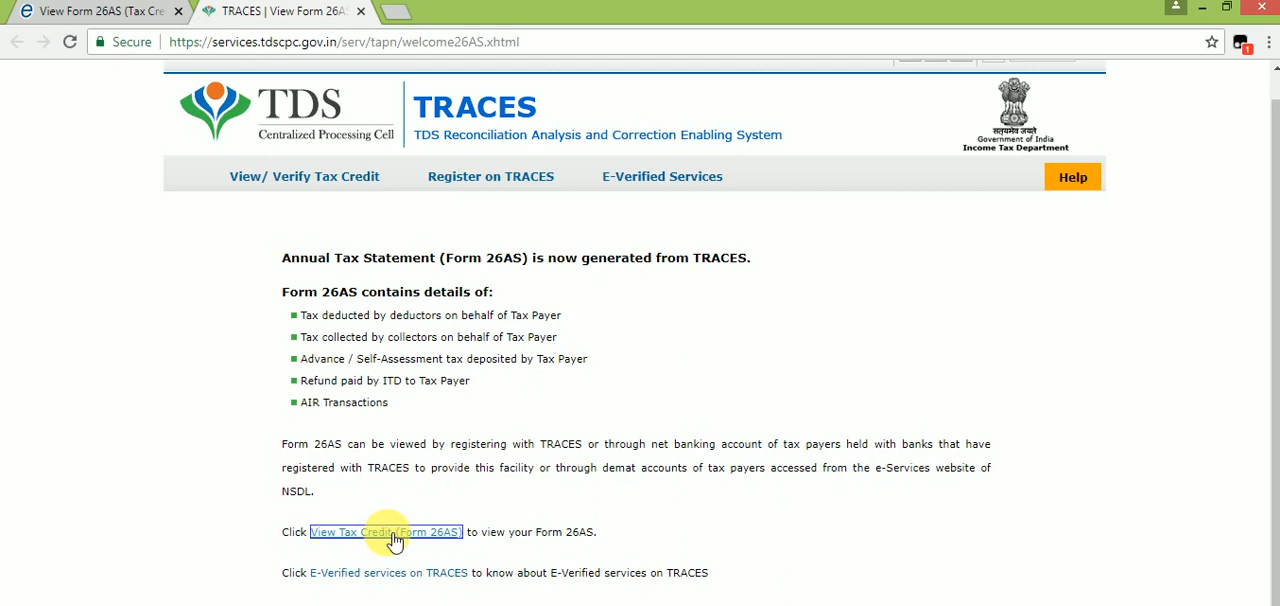 View Form 26AS (Tax Cre
TRACES | View Form 26AS
Secure
https://services.tdscpc.gov.in/serv/tapn/welcome26AS.xhtml
1
TDS
Centralized Processing Cell
TRACES
TDS Reconciliation Analysis and Correction Enabling System
सत्यमेव जयते
Government of India
Income Tax Department
View/ Verify Tax Credit
Register on TRACES
E-Verified Services
Help
Annual Tax Statement (Form 26AS) is now generated from TRACES.
Form 26AS contains details of:
Tax deducted by deductors on behalf of Tax Payer
Tax collected by collectors on behalf of Tax Payer
Advance / Self-Assessment tax deposited by Tax Payer
Refund paid by ITD to Tax Payer
AIR Transactions
Form 26AS can be viewed by registering with TRACES or through net banking account of tax payers held with banks that have
registered with TRACES to provide this facility or through demat accounts of tax payers accessed from the e-Services website of
NSDL.
Click View Tax Credit (Form 26AS) to view your Form 26AS.
Click E-Verified services on TRACES to know about E-Verified services on TRACES